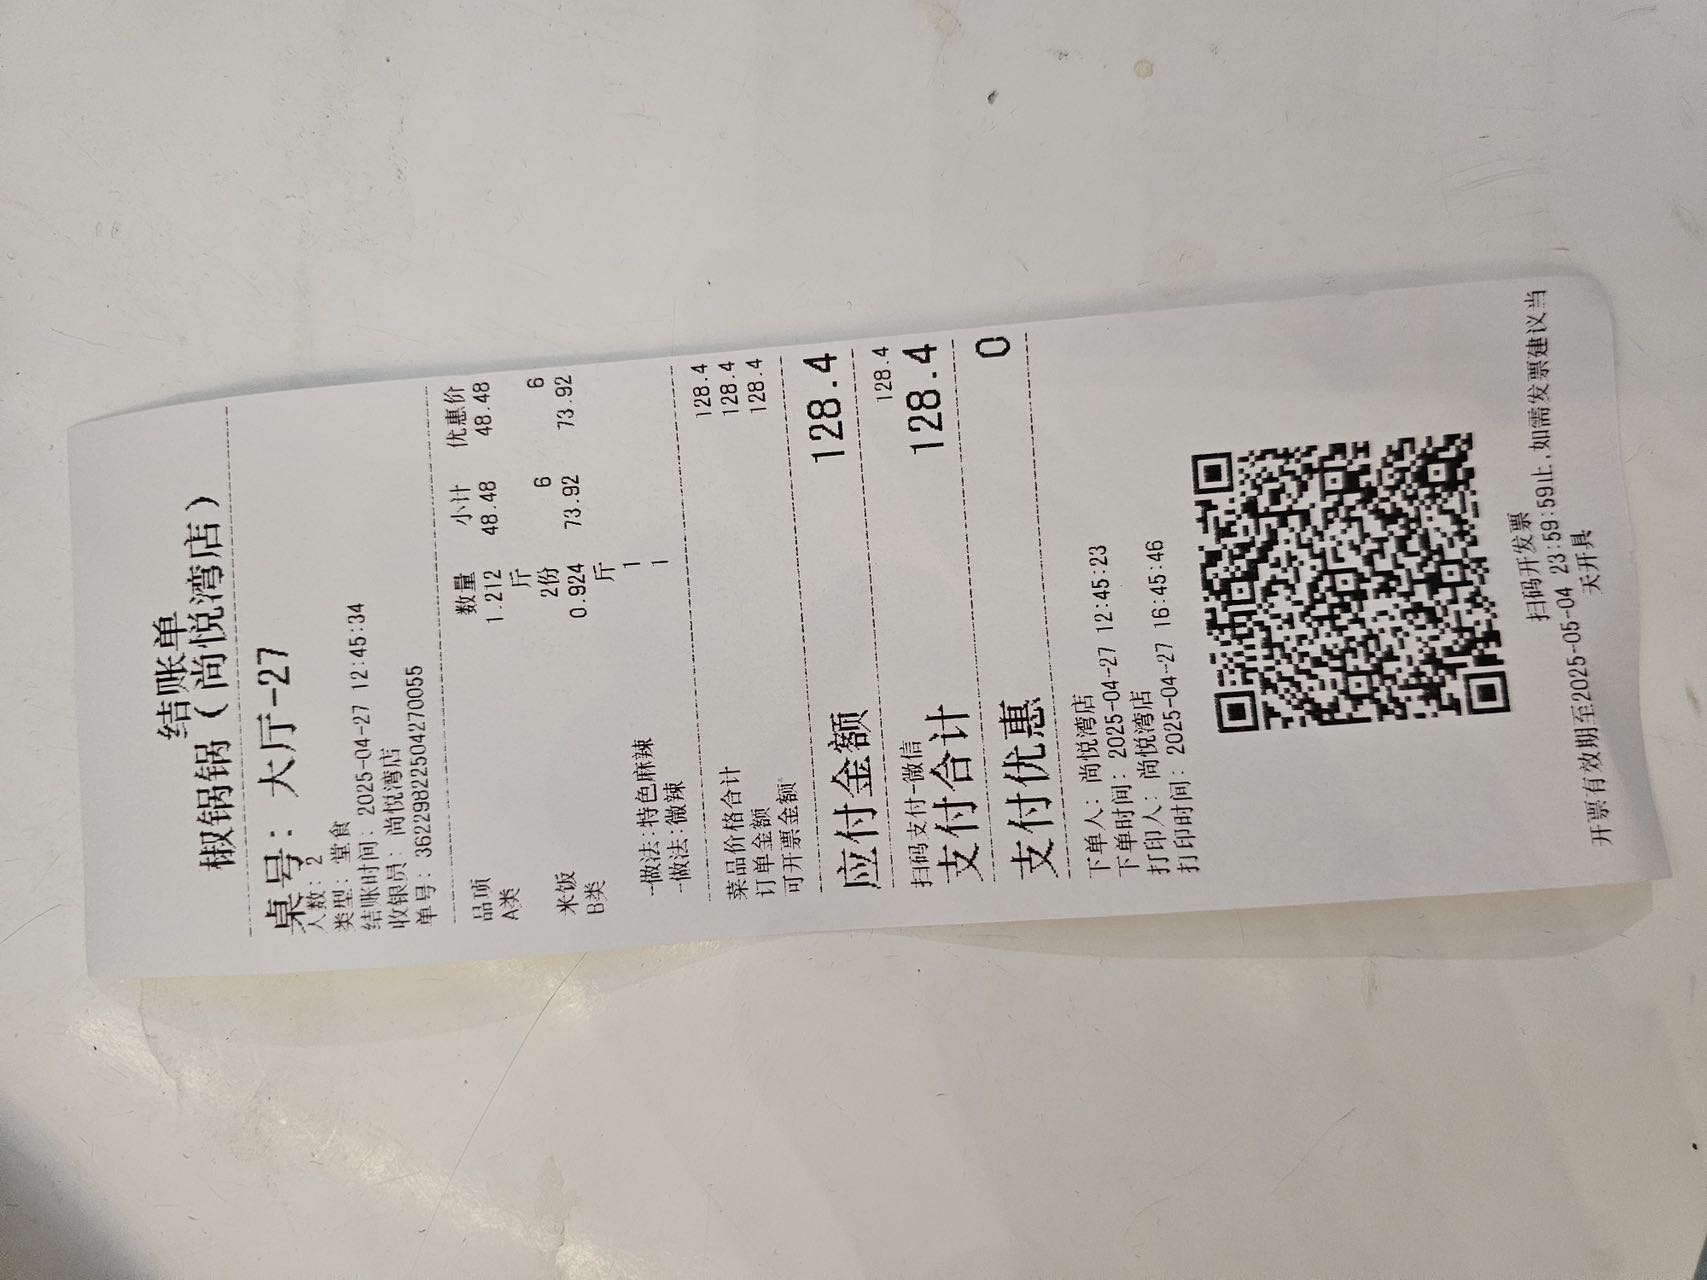 结账单
椒锅锅(尚悦湾店)
桌号: 大厅-27
人数: 2
类型: 堂食
结账时间: 2025-04-27 12:45:34
收银员: 尚悦湾店
单号: 3622982250427​0055
品项 数量 小计 优惠价
A类 1.212斤 48.48 48.48
米饭 2份 6 6
B类 0.924斤 73.92 73.92
-做法:特色麻辣 1
-做法:微辣 1
菜品价格合计 128.4
订单金额 128.4
可开票金额 128.4
应付金额 128.4
扫码支付-微信 128.4
支付合计 128.4
支付优惠 0
下单人: 尚悦湾店
下单时间: 2025-04-27 12:45:23
打印人: 尚悦湾店
打印时间: 2025-04-27 16:45:46
扫码开发票
开票有效期至2025-05-04 23:59:59止,如需发票建议当
天开具